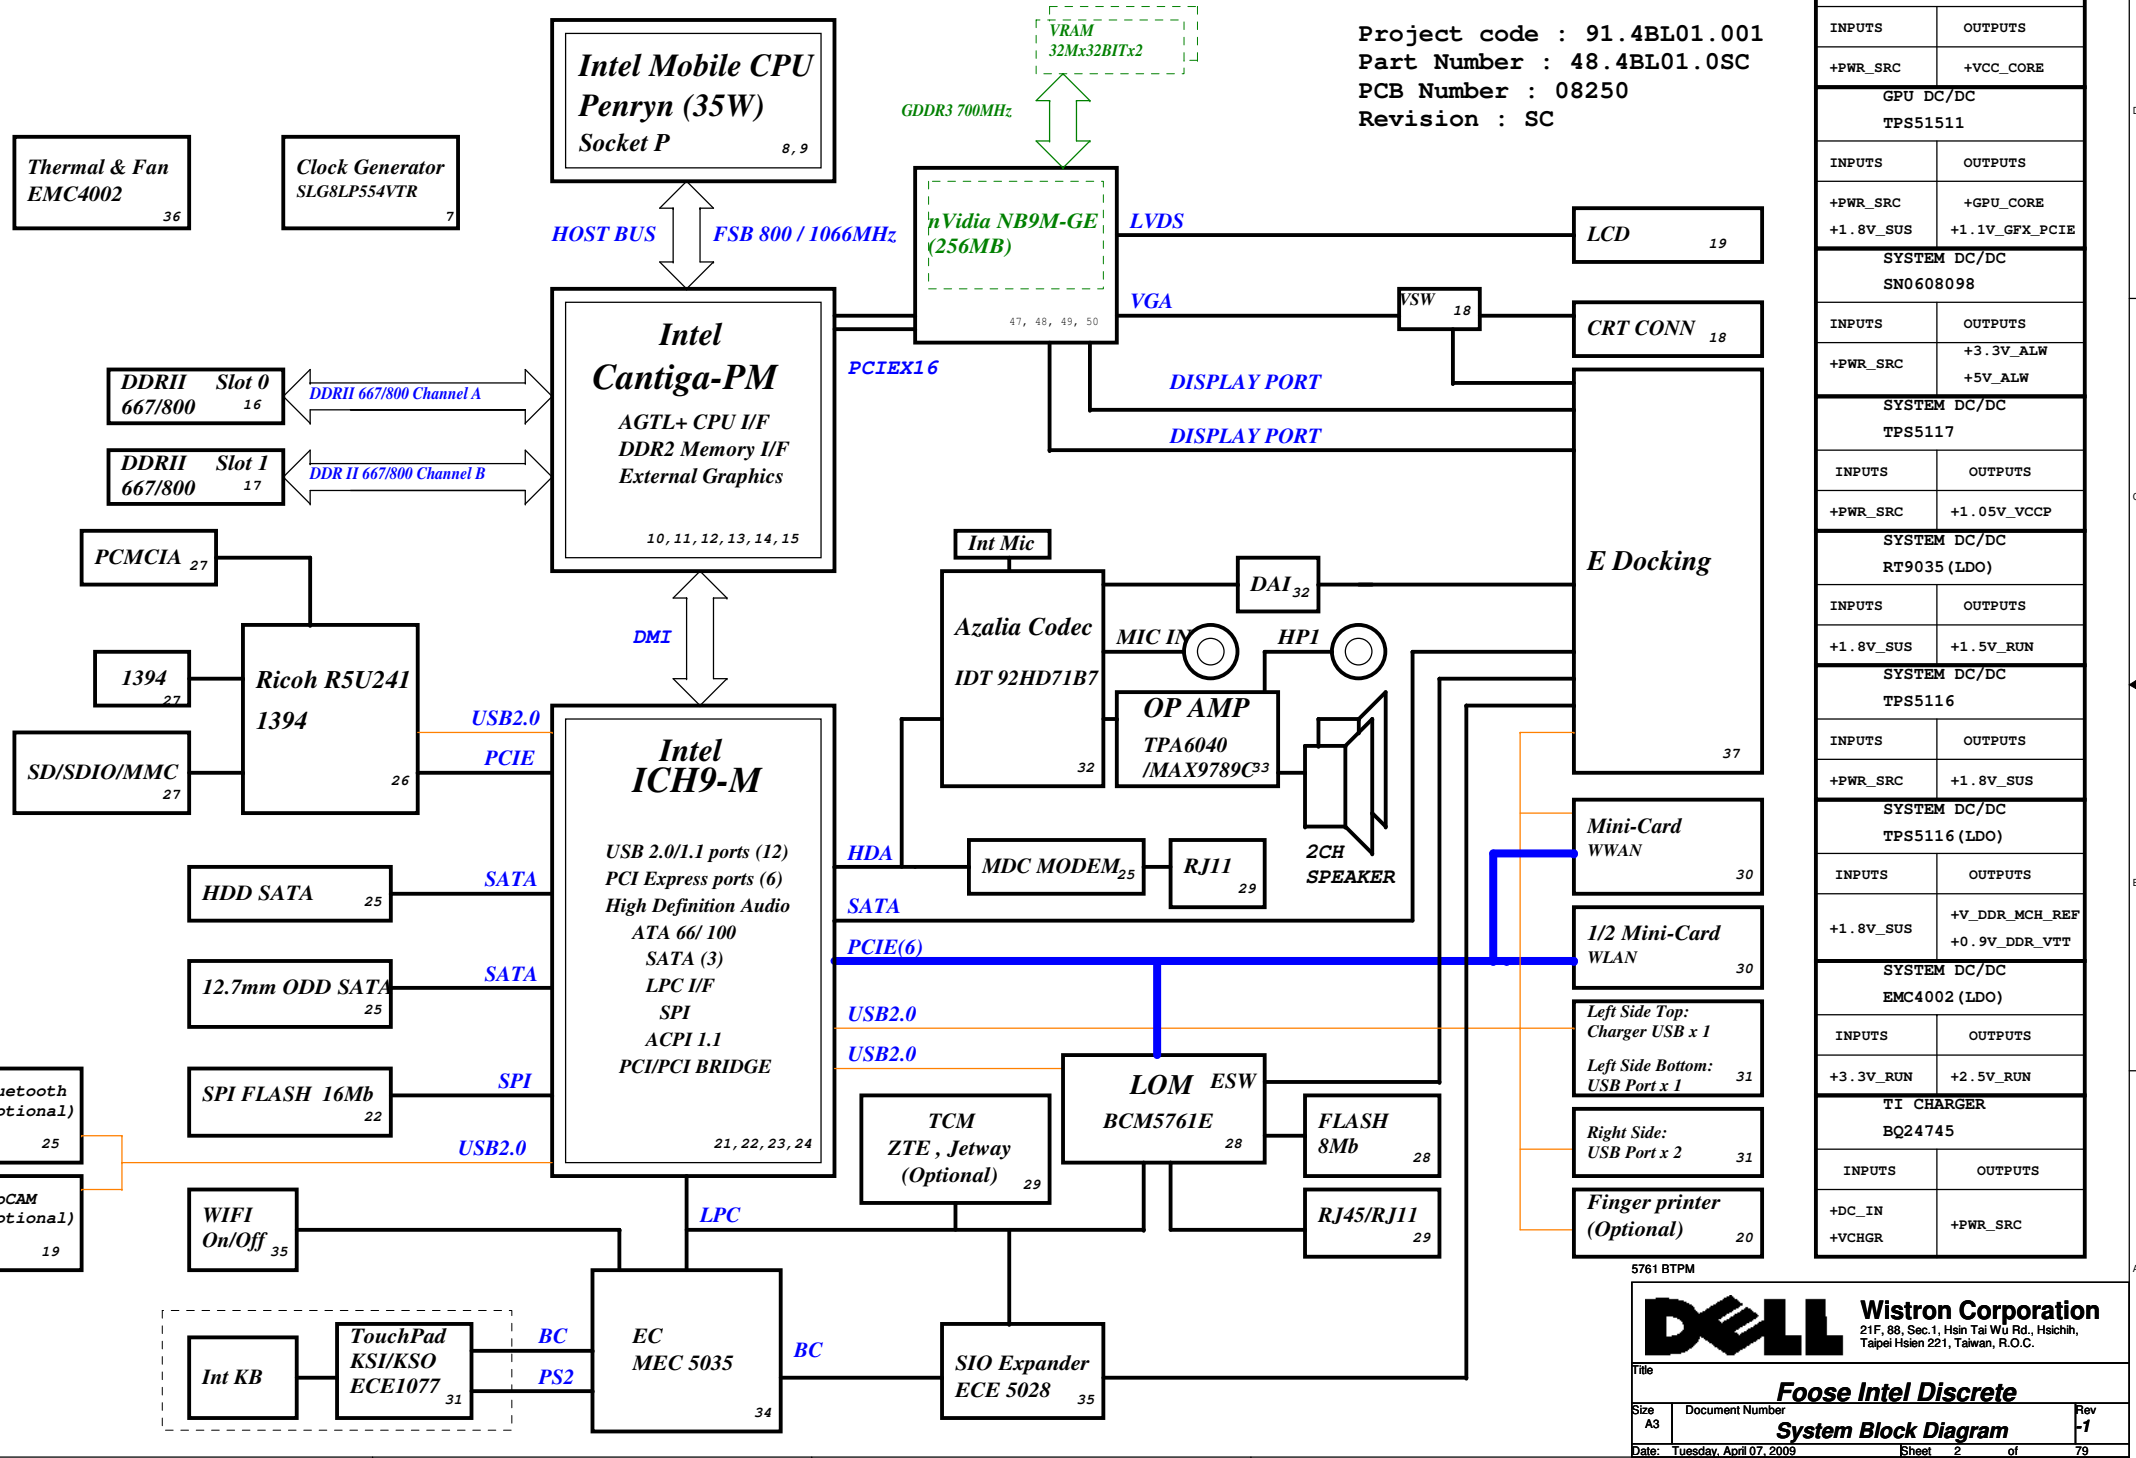 Project code : 91.4BL01.001
Part Number : 48.4BL01.0SC
PCB Number : 08250
Revision : SC
Intel Mobile CPU
Penryn (35W)
Socket P
8,9
VRAM
32Mx32BITx2
GDDR3 700MHz
Thermal & Fan
EMC4002
36
Clock Generator
SLG8LP554VTR
7
HOST BUS
FSB 800 / 1066MHz
nVidia NB9M-GE
(256MB)
47, 48, 49, 50
LVDS
LCD
19
VGA
VSW
18
CRT CONN
18
Intel
Cantiga-PM
AGTL+ CPU I/F
DDR2 Memory I/F
External Graphics
10,11,12,13,14,15
PCIEX16
DISPLAY PORT
DISPLAY PORT
DDRII Slot 0
667/800 16
DDRII 667/800 Channel A
DDRII Slot 1
667/800 17
DDR II 667/800 Channel B
PCMCIA 27
1394
27
SD/SDIO/MMC
27
Ricoh R5U241
1394
26
USB2.0
PCIE
DMI
Int Mic
Azalia Codec
IDT 92HD71B7
32
DAI 32
MIC IN
HP1
OP AMP
TPA6040
/MAX9789C 33
2CH
SPEAKER
E Docking
37
Intel
ICH9-M
USB 2.0/1.1 ports (12)
PCI Express ports (6)
High Definition Audio
ATA 66/ 100
SATA (3)
LPC I/F
SPI
ACPI 1.1
PCI/PCI BRIDGE
21,22,23,24
HDA
MDC MODEM 25
RJ11
29
SATA
PCIE(6)
USB2.0
USB2.0
HDD SATA
25
SATA
12.7mm ODD SATA
25
SATA
SPI FLASH 16Mb
22
SPI
USB2.0
uetooth
ptional)
25
oCAM
ptional)
19
WIFI
On/Off 35
LPC
TCM
ZTE , Jetway
(Optional)
29
LOM ESW
BCM5761E
28
FLASH
8Mb
28
RJ45/RJ11
29
Mini-Card
WWAN
30
1/2 Mini-Card
WLAN
30
Left Side Top:
Charger USB x 1
Left Side Bottom:
USB Port x 1
31
Right Side:
USB Port x 2
31
Finger printer
(Optional)
20
Int KB
TouchPad
KSI/KSO
ECE1077
31
BC
PS2
EC
MEC 5035
34
BC
SIO Expander
ECE 5028
35
INPUTS OUTPUTS
+PWR_SRC +VCC_CORE
GPU DC/DC
TPS51511
INPUTS OUTPUTS
+PWR_SRC +GPU_CORE
+1.8V_SUS +1.1V_GFX_PCIE
SYSTEM DC/DC
SN0608098
INPUTS OUTPUTS
+PWR_SRC +3.3V_ALW
+5V_ALW
SYSTEM DC/DC
TPS5117
INPUTS OUTPUTS
+PWR_SRC +1.05V_VCCP
SYSTEM DC/DC
RT9035(LDO)
INPUTS OUTPUTS
+1.8V_SUS +1.5V_RUN
SYSTEM DC/DC
TPS5116
INPUTS OUTPUTS
+PWR_SRC +1.8V_SUS
SYSTEM DC/DC
TPS5116(LDO)
INPUTS OUTPUTS
+1.8V_SUS +V_DDR_MCH_REF
+0.9V_DDR_VTT
SYSTEM DC/DC
EMC4002(LDO)
INPUTS OUTPUTS
+3.3V_RUN +2.5V_RUN
TI CHARGER
BQ24745
INPUTS OUTPUTS
+DC_IN
+VCHGR
+PWR_SRC
5761 BTPM
DELL
Wistron Corporation
21F, 88, Sec.1, Hsin Tai Wu Rd., Hsichih,
Taipei Hsien 221, Taiwan, R.O.C.
Title
Foose Intel Discrete
Size
A3
Document Number
System Block Diagram
Rev
-1
Date: Tuesday, April 07, 2009 Sheet 2 of 79